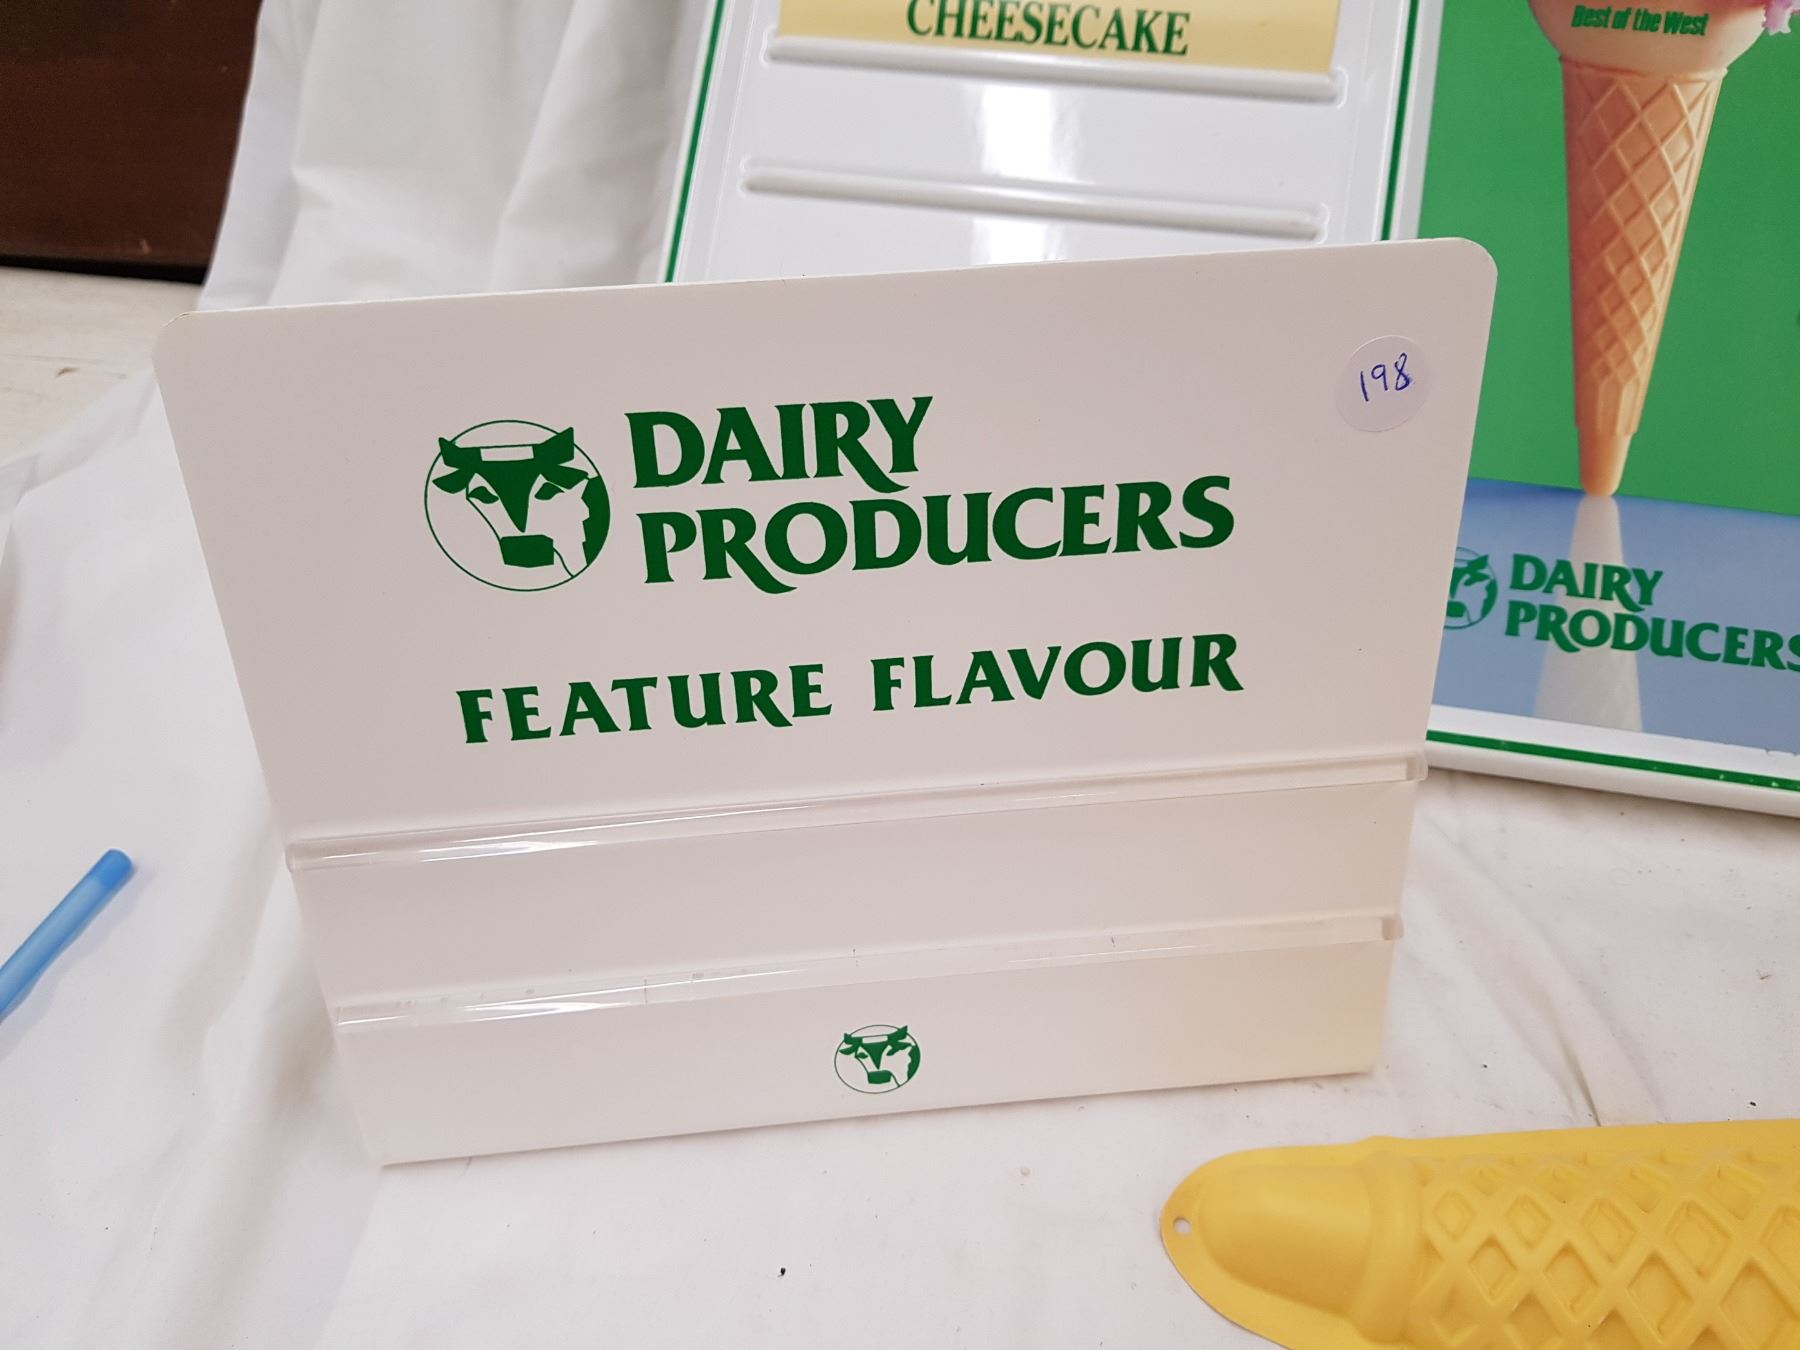 CHEESECAKE
Best of the West
198
DAIRY
PRODUCERS
FEATURE FLAVOUR
DAIRY
PRODUCERS